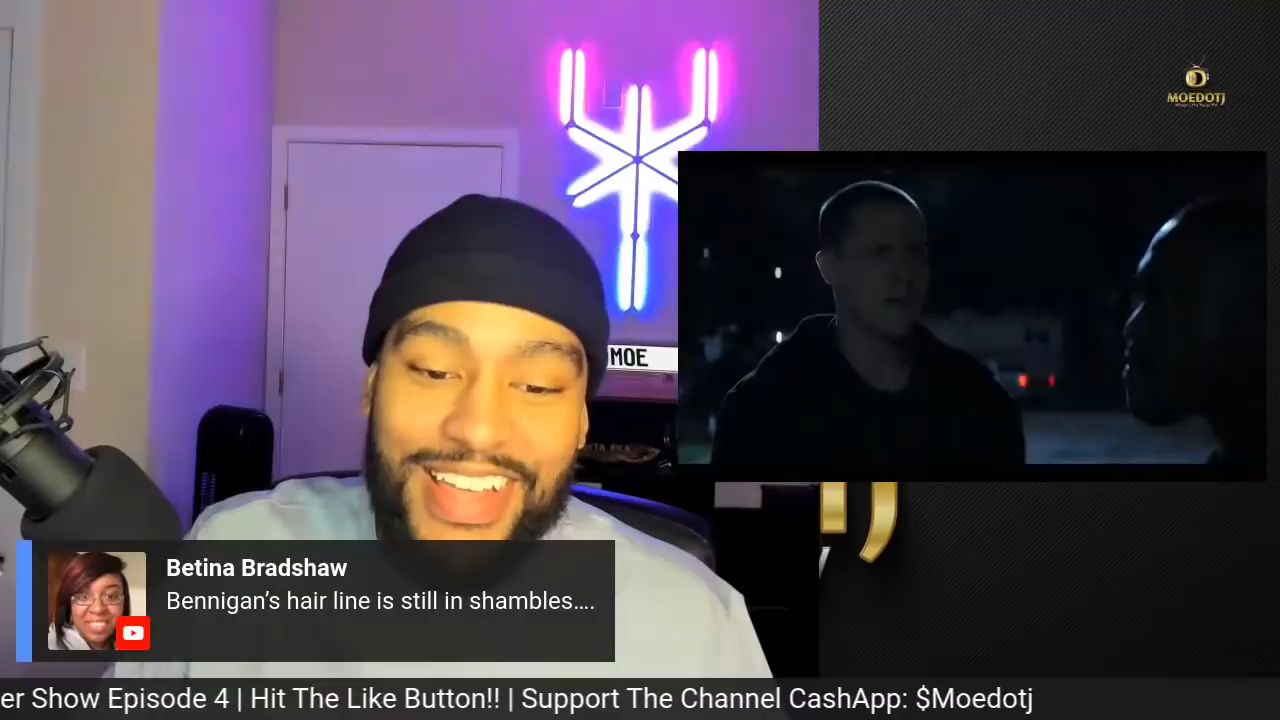 MOEDOTJ
MOE
Betina Bradshaw
Bennigan’s hair line is still in shambles....
er Show Episode 4 | Hit The Like Button!! | Support The Channel CashApp: $Moedotj